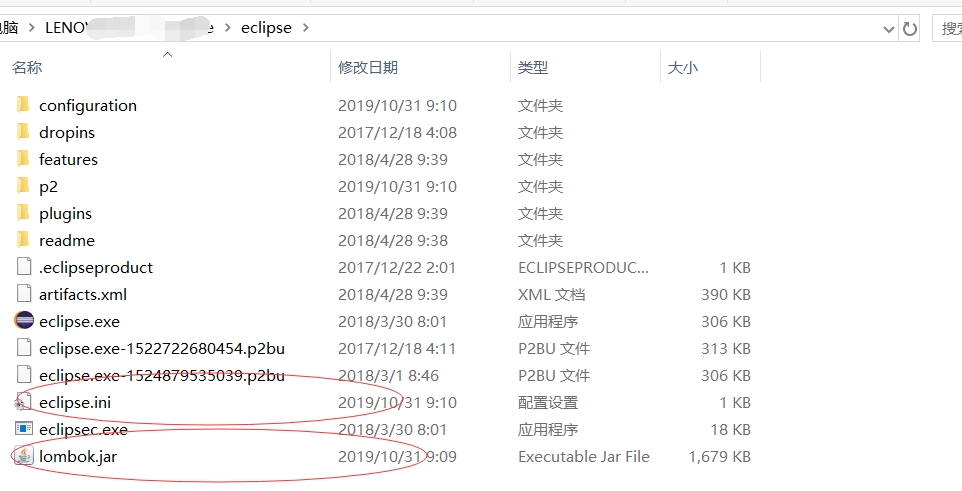 脑 > LENOV e > eclipse > 搜索
名称 修改日期 类型 大小
configuration 2019/10/31 9:10 文件夹
dropins 2017/12/18 4:08 文件夹
features 2018/4/28 9:39 文件夹
p2 2019/10/31 9:10 文件夹
plugins 2018/4/28 9:39 文件夹
readme 2018/4/28 9:38 文件夹
.eclipseproduct 2017/12/22 2:01 ECLIPSEPRODUC... 1 KB
artifacts.xml 2018/4/28 9:39 XML 文档 390 KB
eclipse.exe 2018/3/30 8:01 应用程序 306 KB
eclipse.exe-1522722680454.p2bu 2017/12/18 4:11 P2BU 文件 313 KB
eclipse.exe-1524879535039.p2bu 2018/3/1 8:46 P2BU 文件 306 KB
eclipse.ini 2019/10/31 9:10 配置设置 1 KB
eclipsec.exe 2018/3/30 8:01 应用程序 18 KB
lombok.jar 2019/10/31 9:09 Executable Jar File 1,679 KB